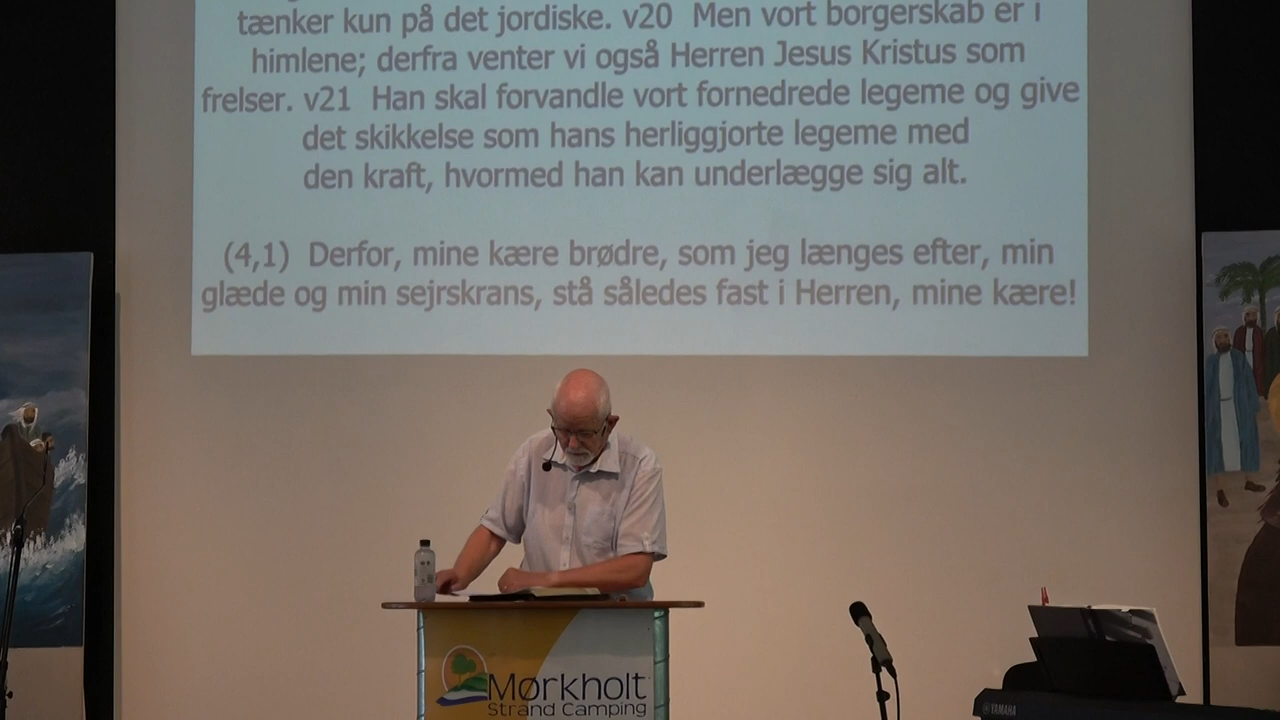 tænker kun på det jordiske. v20 Men vort borgerskab er i
himlene; derfra venter vi også Herren Jesus Kristus som
frelser. v21 Han skal forvandle vort fornedrede legeme og give
det skikkelse som hans herliggjorte legeme med
den kraft, hvormed han kan underlægge sig alt.
(4,1) Derfor, mine kære brødre, som jeg længes efter, min
glæde og min sejrskrans, stå således fast i Herren, mine kære!
Mørkholt
Strand Camping
YAMAHA